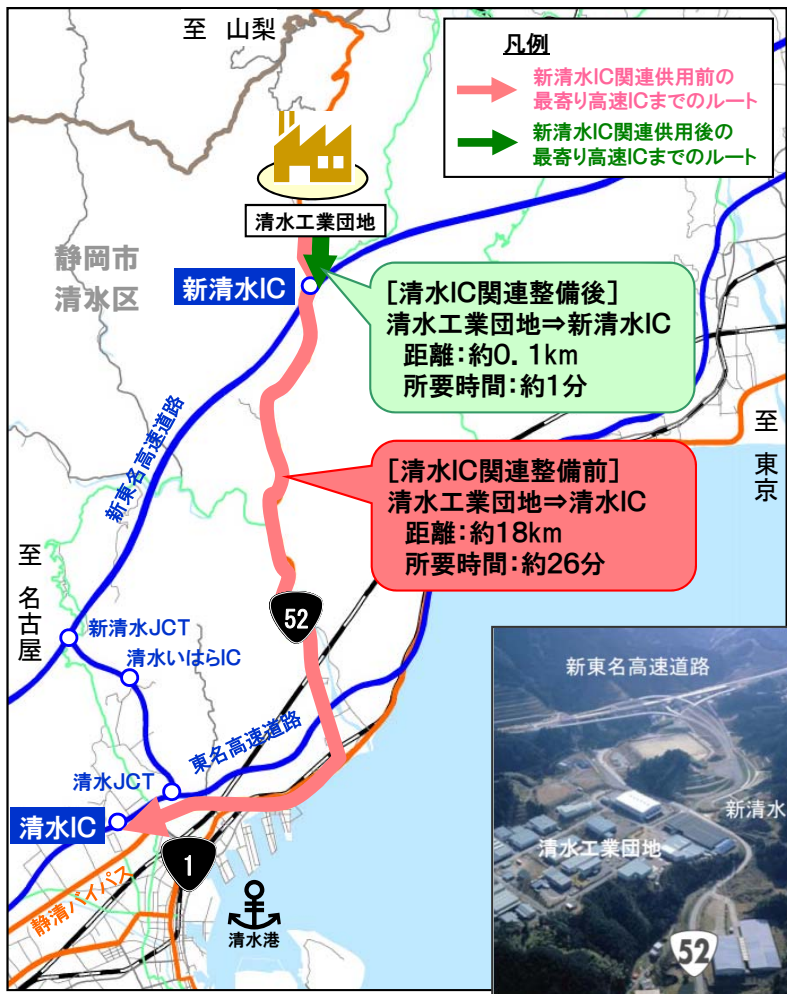 至 山梨
凡例
新清水IC関連供用前の
最寄り高速ICまでのルート
新清水IC関連供用後の
最寄り高速ICまでのルート
清水工業団地
静岡市
清水区
新清水IC
[清水IC関連整備後]
清水工業団地⇒新清水IC
距離:約0.1km
所要時間:約1分
新東名高速道路
至 東京
[清水IC関連整備前]
清水工業団地⇒清水IC
距離:約18km
所要時間:約26分
至 名古屋
52
新清水JCT
清水いはらIC
東名高速道路
清水JCT
清水IC
1
静清バイパス
清水港
新東名高速道路
新清水
清水工業団地
52